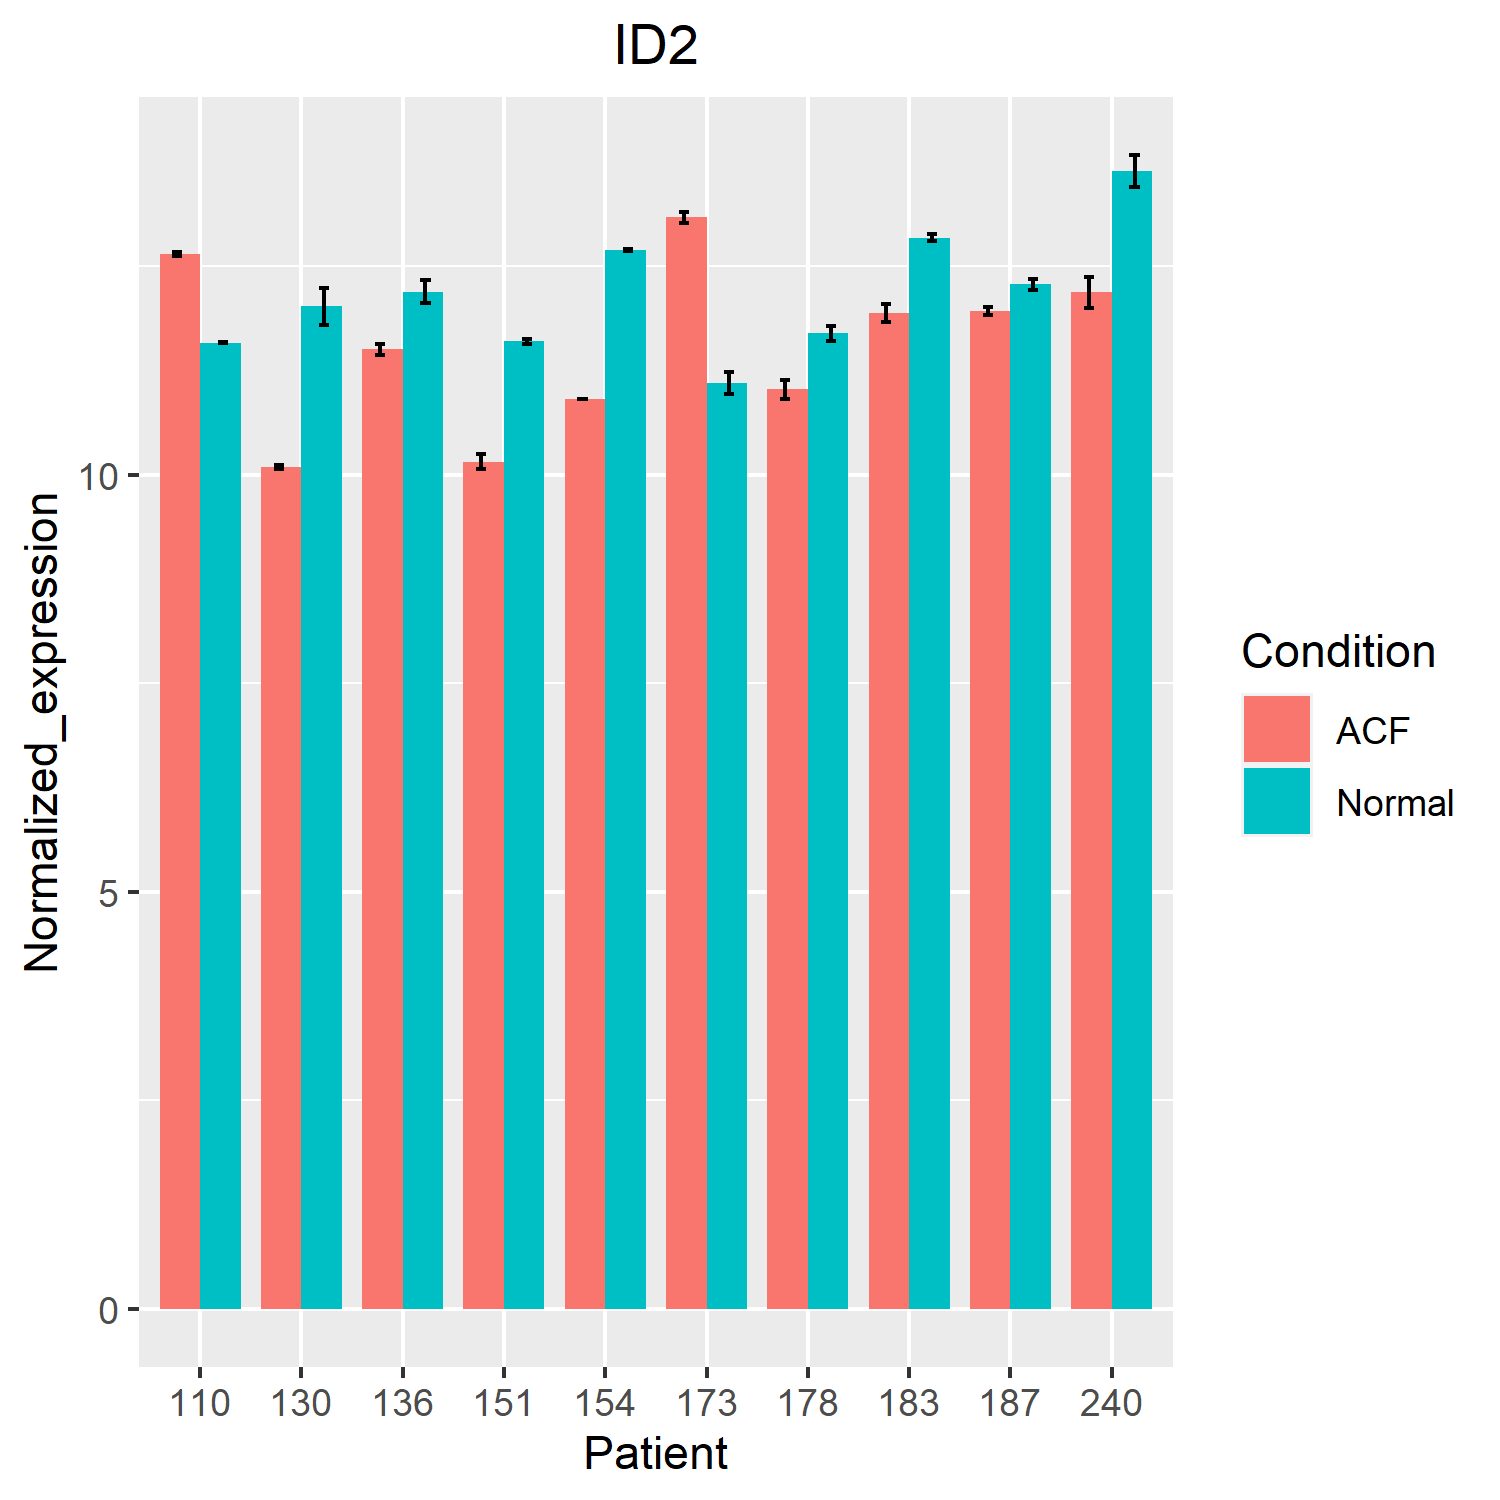 ID2
Normalized_expression
10
5
0
110 130 136 151 154 173 178 183 187 240
Patient
Condition
ACF
Normal